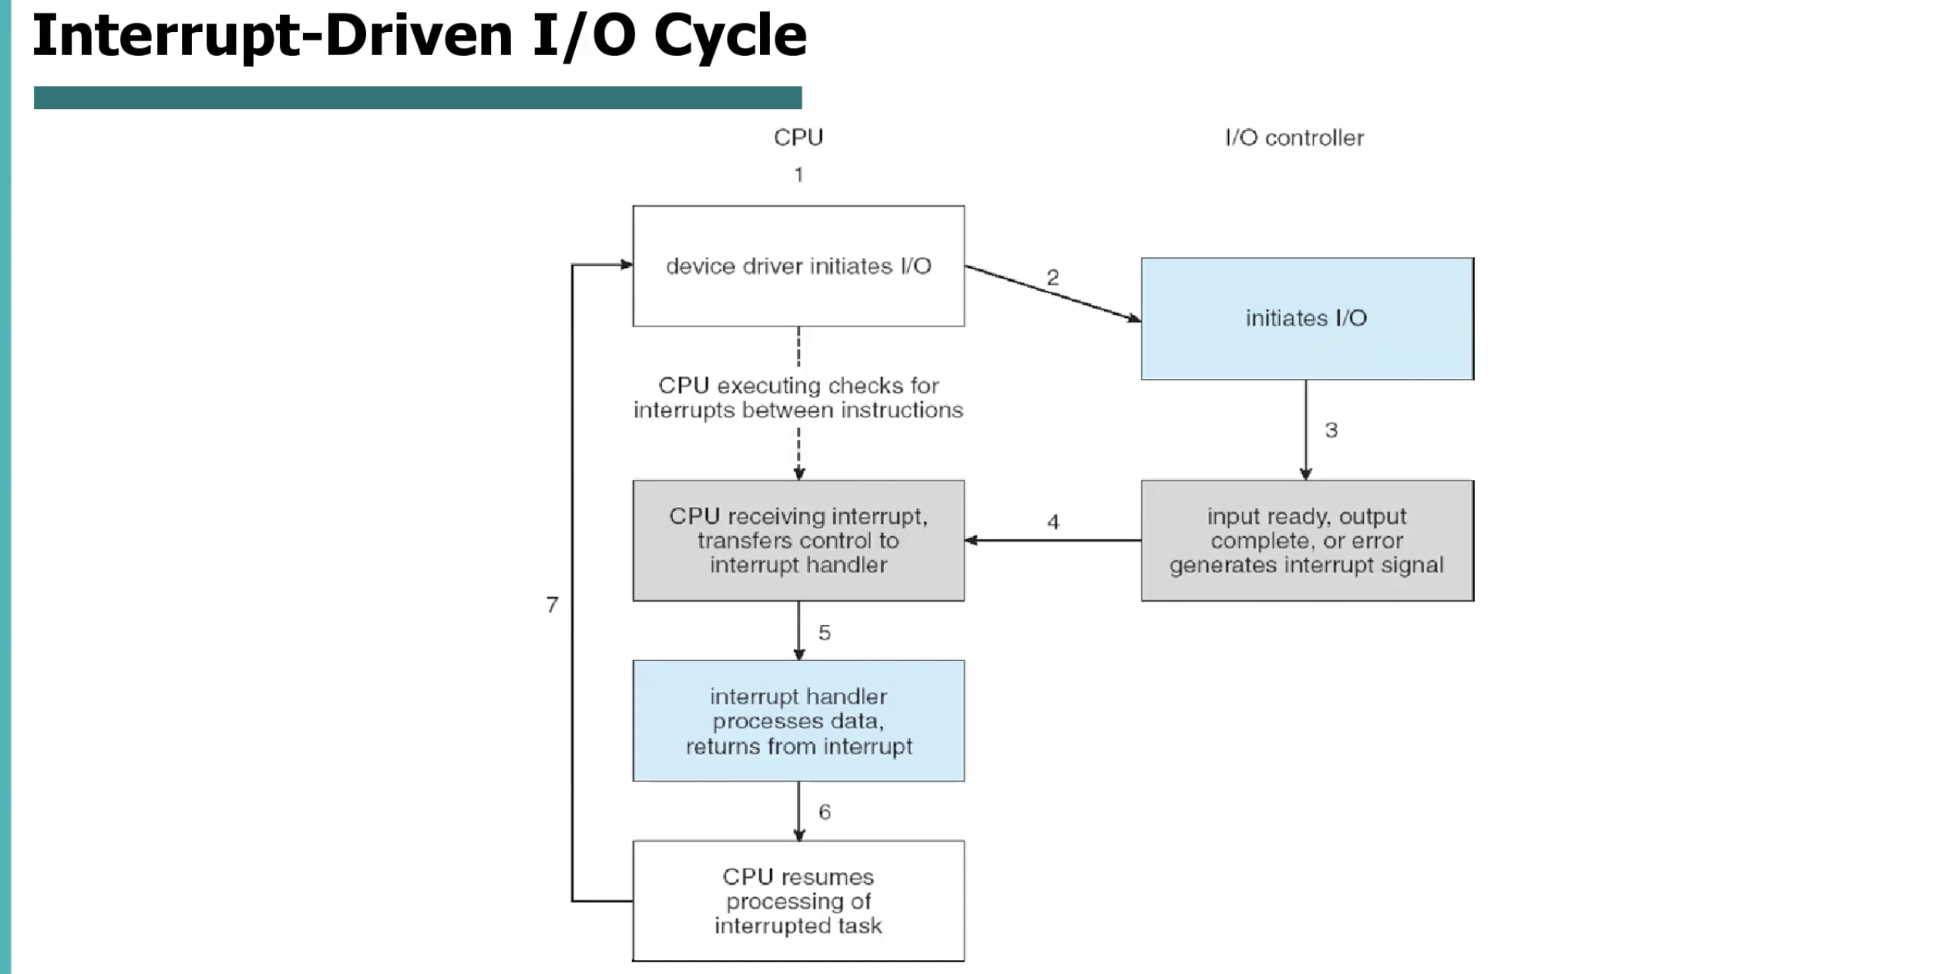 Interrupt-Driven I/O Cycle
CPU
I/O controller
1
device driver initiates I/O
2
initiates I/O
CPU executing checks for
interrupts between instructions
3
CPU receiving interrupt,
transfers control to
interrupt handler
4
input ready, output
complete, or error
generates interrupt signal
7
5
interrupt handler
processes data,
returns from interrupt
6
CPU resumes
processing of
interrupted task